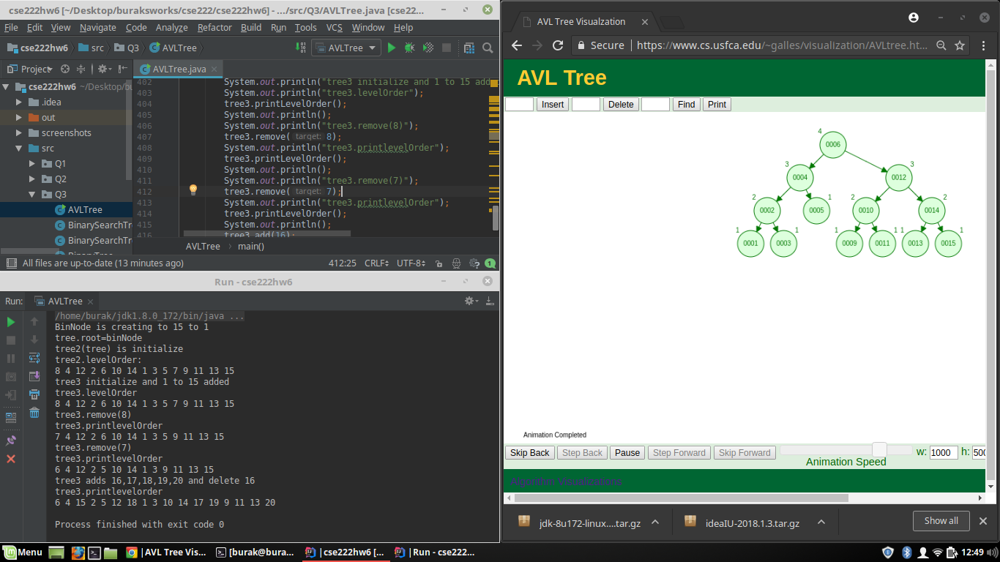 cse222hw6 [~/Desktop/buraksworks/cse222/cse222hw6] - .../src/Q3/AVLTree.java [cse22...
File Edit View Navigate Code Analyze Refactor Build Run Tools VCS Window Help
cse222hw6 src Q3 AVLTree AVLTree
Project AVLTree.java
cse222hw6 ~/Desktop/bu
.idea
out
screenshots
src
Q1
Q2
Q3
AVLTree
BinarySearchTr
BinarySearchTr
402 System.out.println("tree3 initialize and 1 to 15 add
403 System.out.println("tree3.levelOrder");
404 tree3.printLevelOrder();
405 System.out.println();
406 System.out.println("tree3.remove(8)");
407 tree3.remove( target: 8);
408 System.out.println("tree3.printlevelOrder");
409 tree3.printLevelOrder();
410 System.out.println();
411 System.out.println("tree3.remove(7)");
412 tree3.remove( target: 7);
413 System.out.println("tree3.printlevelOrder");
414 tree3.printLevelOrder();
415 System.out.println();
416 tree3.add(16);
AVLTree main()
All files are up-to-date (13 minutes ago) 412:25 CRLF UTF-8 1
Run - cse222hw6
Run: AVLTree
/home/burak/jdk1.8.0_172/bin/java ...
BinNode is creating to 15 to 1
tree.root=binNode
tree2(tree) is initialize
tree2.levelOrder:
8 4 12 2 6 10 14 1 3 5 7 9 11 13 15
tree3 initialize and 1 to 15 added
tree3.levelOrder
8 4 12 2 6 10 14 1 3 5 7 9 11 13 15
tree3.remove(8)
tree3.printlevelOrder
7 4 12 2 6 10 14 1 3 5 9 11 13 15
tree3.remove(7)
tree3.printlevelOrder
6 4 12 2 5 10 14 1 3 9 11 13 15
tree3 adds 16,17,18,19,20 and delete 16
tree3.printlevelorder
6 4 15 2 5 12 18 1 3 10 14 17 19 9 11 13 20
Process finished with exit code 0
AVL Tree Visualzation
Secure https://www.cs.usfca.edu/~galles/visualization/AVLtree.ht...
AVL Tree
Insert Delete Find Print
4
0006
3 3
0004 0012
2 1 2 2
0002 0005 0010 0014
1 1 1 1 1 1
0001 0003 0009 0011 0013 0015
Animation Completed
Skip Back Step Back Pause Step Forward Skip Forward w: 1000 h: 500
Animation Speed
Algorithm Visualizations
jdk-8u172-linux....tar.gz ideaIU-2018.1.3.tar.gz Show all
Menu AVL Tree Vis... [burak@bura... cse222hw6 [... Run - cse222... 12:49